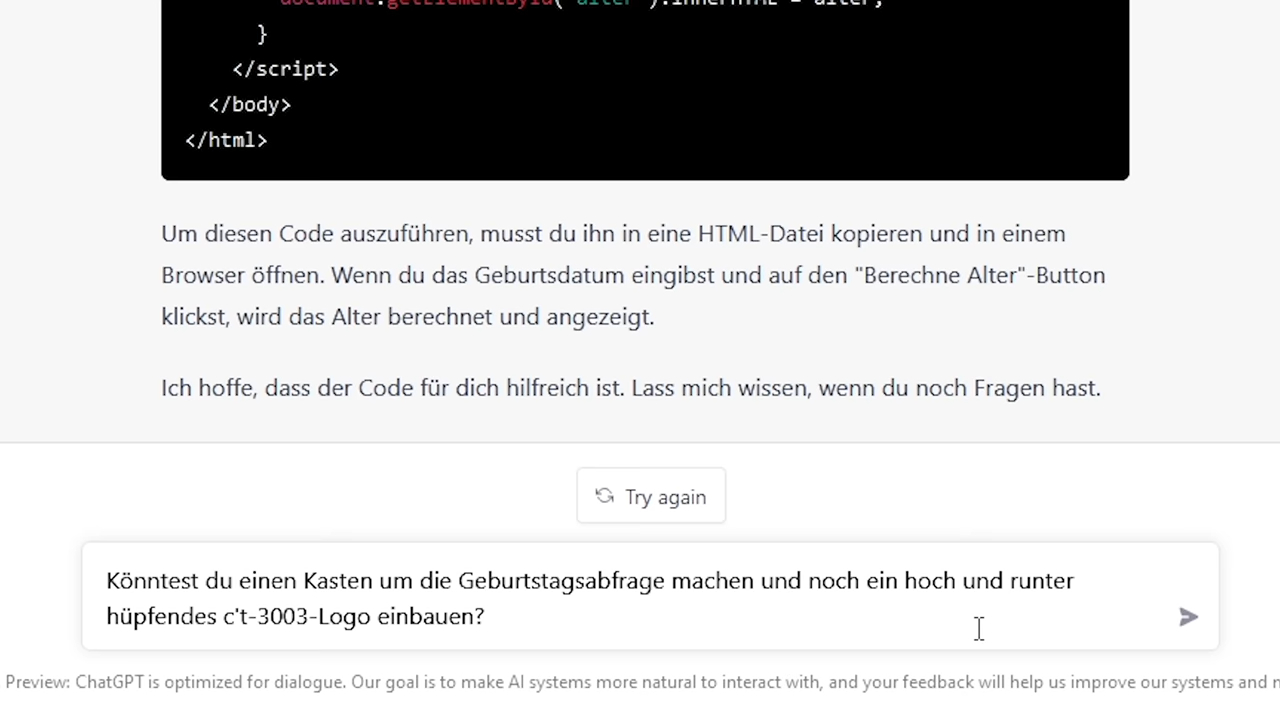 }
</script>
</body>
</html>
Um diesen Code auszuführen, musst du ihn in eine HTML-Datei kopieren und in einem
Browser öffnen. Wenn du das Geburtsdatum eingibst und auf den "Berechne Alter"-Button
klickst, wird das Alter berechnet und angezeigt.
Ich hoffe, dass der Code für dich hilfreich ist. Lass mich wissen, wenn du noch Fragen hast.
Try again
Könntest du einen Kasten um die Geburtstagsabfrage machen und noch ein hoch und runter
hüpfendes c't-3003-Logo einbauen?
Preview: ChatGPT is optimized for dialogue. Our goal is to make AI systems more natural to interact with, and your feedback will help us improve our systems and